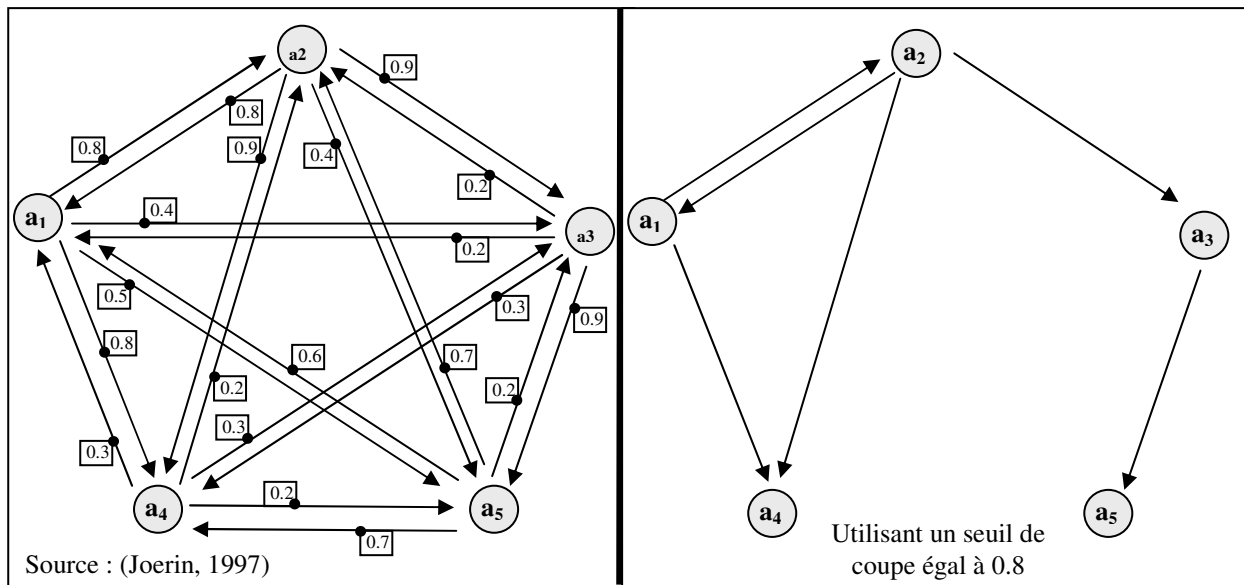 a2
0.9
0.8
0.8
0.9
0.4
0.2
a₁
0.4
a3
0.2
0.5
0.3
0.9
0.8
0.6
0.7
0.2
0.2
0.3
0.3
a₄
0.2
a₅
0.7
Source : (Joerin, 1997)
a₂
a₁
a₃
a₄
a₅
Utilisant un seuil de
coupe égal à 0.8